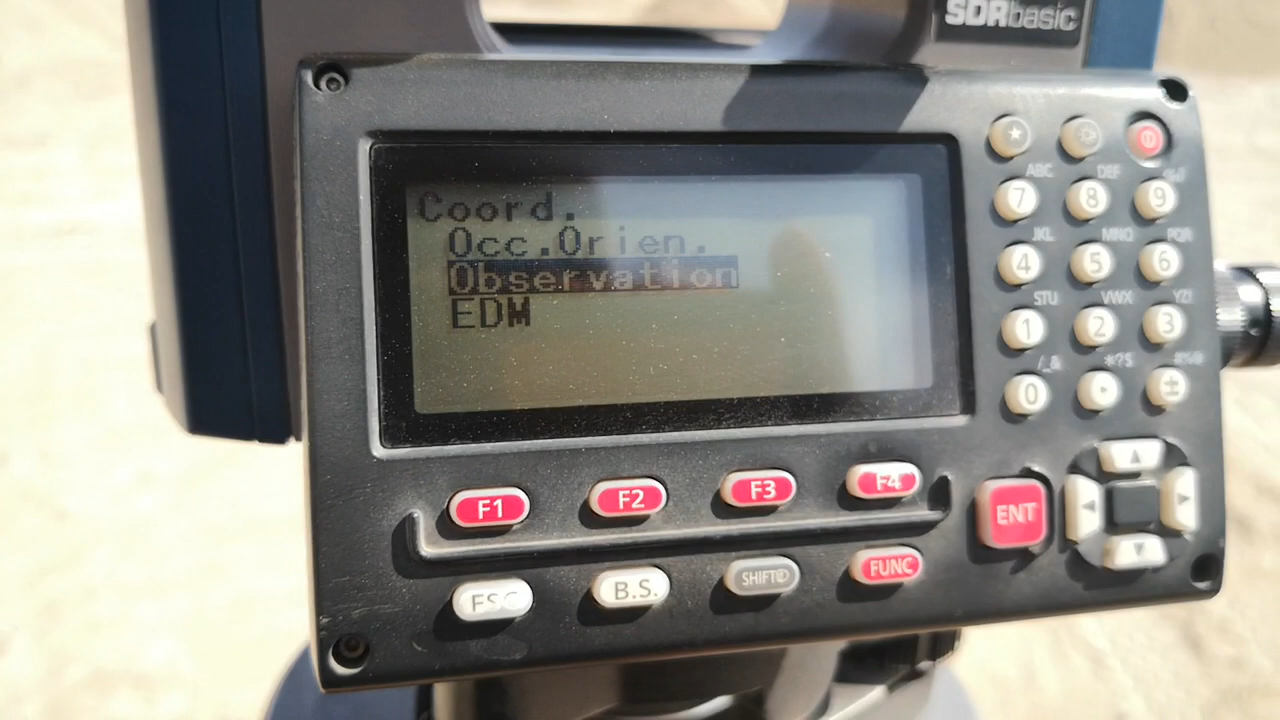 SDRbasic
Coord.
Occ.Orien.
Observation
EDM
ABC DEF
7 8 9
JKL MNO PQR
4 5 6
STU VWX YZ
1 2 3
/_& *?$ #%@
0 . ±
F1 F2 F3 F4
ENT
ESC B.S. SHIFT FUNC